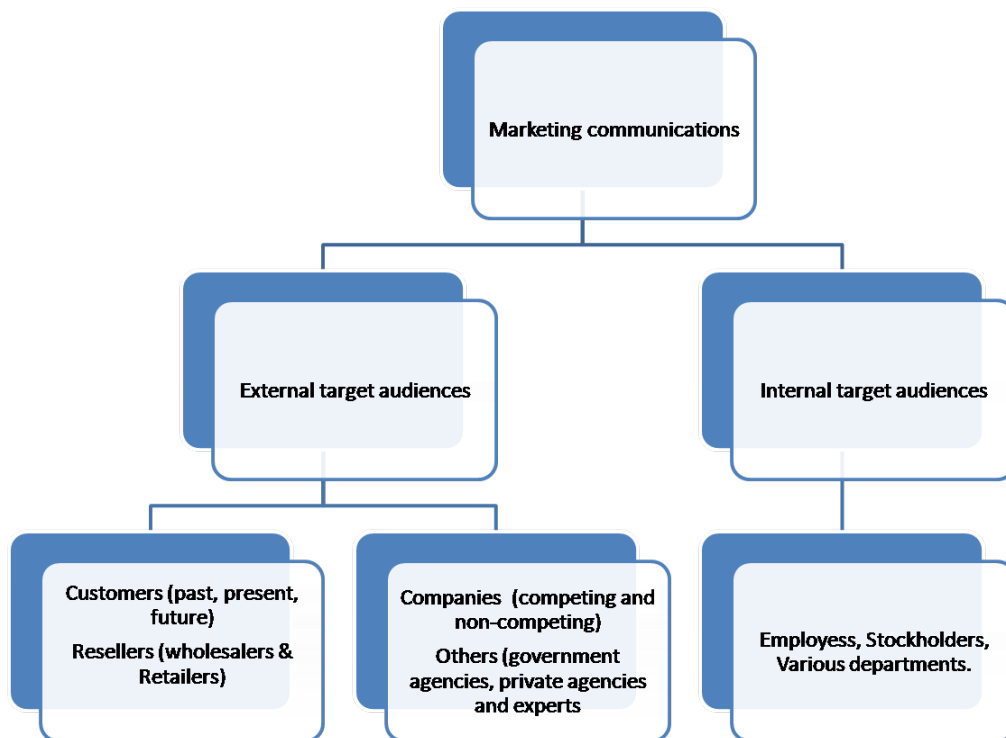 Marketing communications
External target audiences
Internal target audiences
Customers (past, present,
future)
Resellers (wholesalers &
Retailers)
Companies (competing and
non-competing)
Others (government
agencies, private agencies
and experts
Employess, Stockholders,
Various departments.